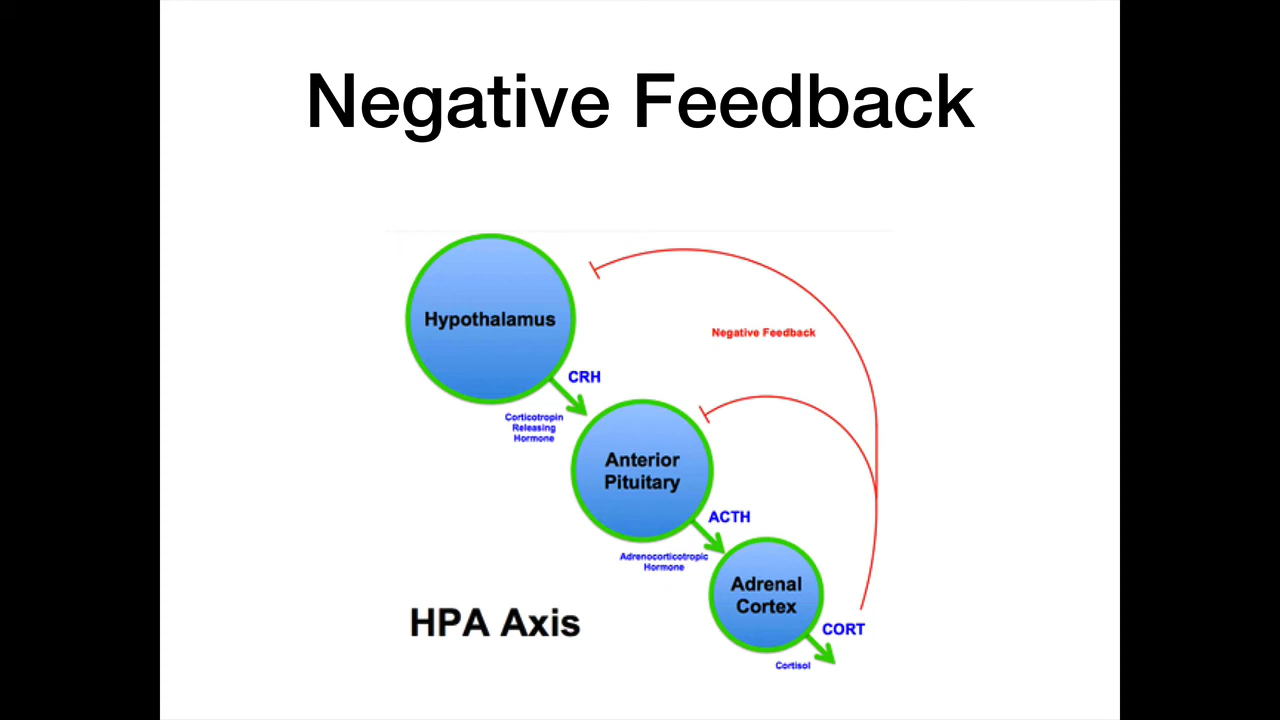 Negative Feedback
Hypothalamus
Negative Feedback
CRH
Corticotropin
Releasing
Hormone
Anterior
Pituitary
ACTH
Adrenocorticotropic
Hormone
Adrenal
Cortex
HPA Axis
CORT
Cortisol